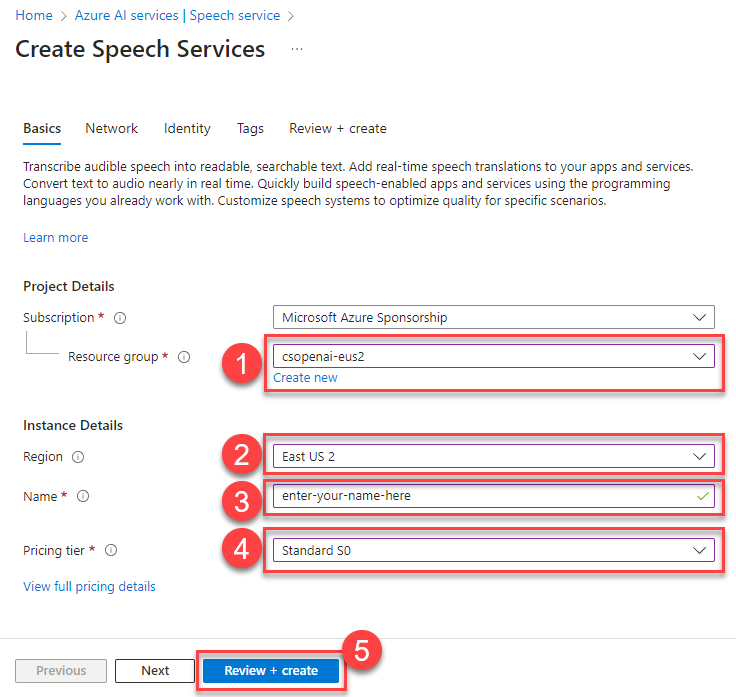 Home > Azure AI services | Speech service >
Create Speech Services ...
Basics Network Identity Tags Review + create
Transcribe audible speech into readable, searchable text. Add real-time speech translations to your apps and services.
Convert text to audio nearly in real time. Quickly build speech-enabled apps and services using the programming
languages you already work with. Customize speech systems to optimize quality for specific scenarios.
Learn more
Project Details
Subscription * Microsoft Azure Sponsorship
Resource group * 1 csopenai-eus2
Create new
Instance Details
Region 2 East US 2
Name * 3 enter-your-name-here
Pricing tier * 4 Standard S0
View full pricing details
5
Previous Next Review + create